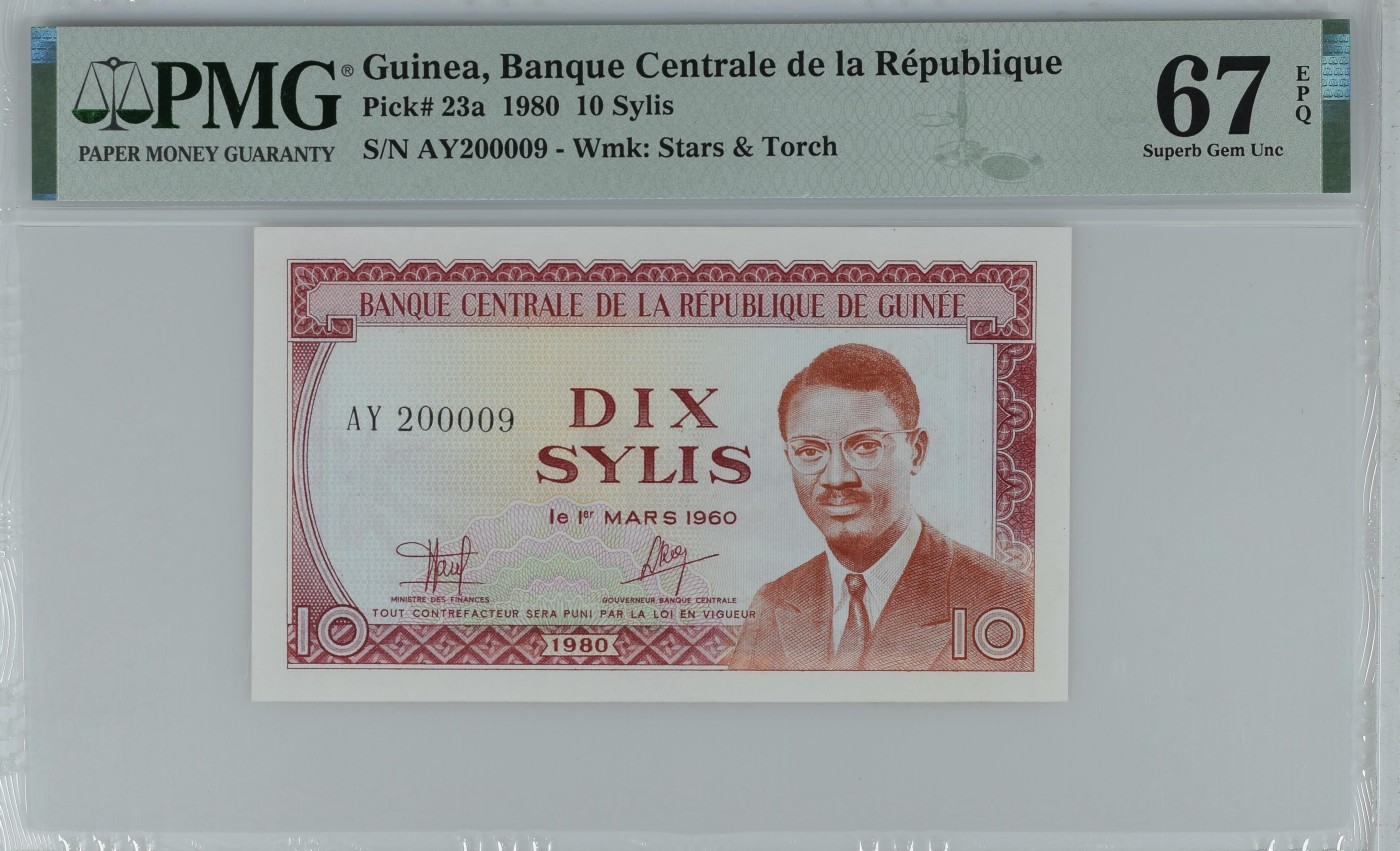 PMG®
PAPER MONEY GUARANTY
Guinea, Banque Centrale de la République
Pick# 23a 1980 10 Sylis
S/N AY200009 - Wmk: Stars & Torch
67
EPQ
Superb Gem Unc
BANQUE CENTRALE DE LA RÉPUBLIQUE DE GUINÉE
AY 200009
DIX
SYLIS
le 1er MARS 1960
MINISTRE DES FINANCES
GOUVERNEUR BANQUE CENTRALE
TOUT CONTREFACTEUR SERA PUNI PAR LA LOI EN VIGUEUR
10
1980
10